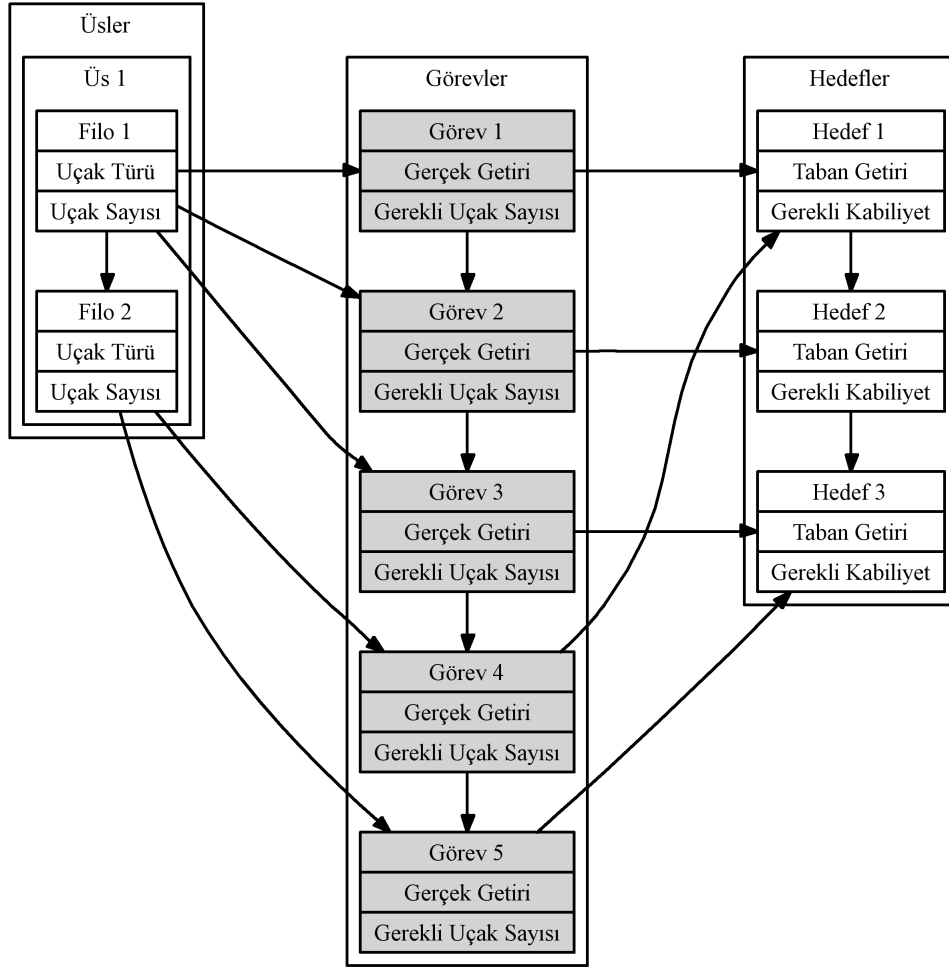 Üsler
Üs 1
Filo 1
Uçak Türü
Uçak Sayısı
Filo 2
Uçak Türü
Uçak Sayısı
Görevler
Görev 1
Gerçek Getiri
Gerekli Uçak Sayısı
Görev 2
Gerçek Getiri
Gerekli Uçak Sayısı
Görev 3
Gerçek Getiri
Gerekli Uçak Sayısı
Görev 4
Gerçek Getiri
Gerekli Uçak Sayısı
Görev 5
Gerçek Getiri
Gerekli Uçak Sayısı
Hedefler
Hedef 1
Taban Getiri
Gerekli Kabiliyet
Hedef 2
Taban Getiri
Gerekli Kabiliyet
Hedef 3
Taban Getiri
Gerekli Kabiliyet